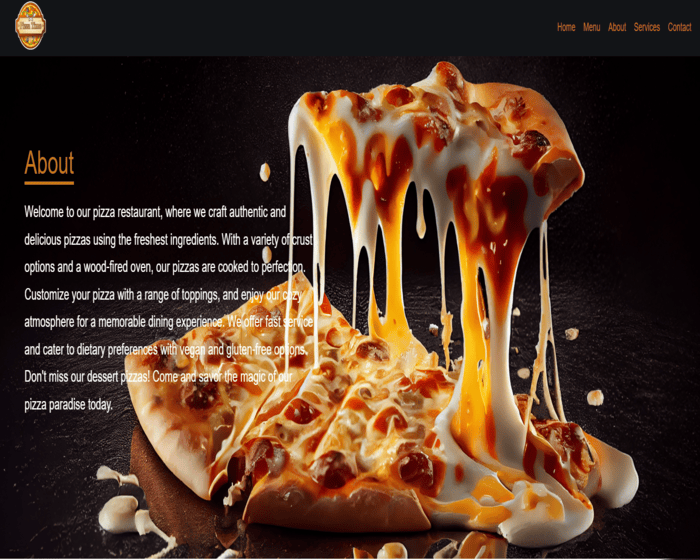 Home Menu About Services Contact
About
Welcome to our pizza restaurant, where we craft authentic and
delicious pizzas using the freshest ingredients. With a variety of crust
options and a wood-fired oven, our pizzas are cooked to perfection.
Customize your pizza with a range of toppings, and enjoy our cozy
atmosphere for a memorable dining experience. We offer fast service
and cater to dietary preferences with vegan and gluten-free options.
Don't miss our dessert pizzas! Come and savor the magic of our
pizza paradise today.